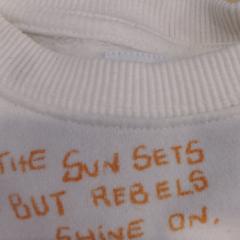 THE SUN SETS
BUT REBELS
SHINE ON.